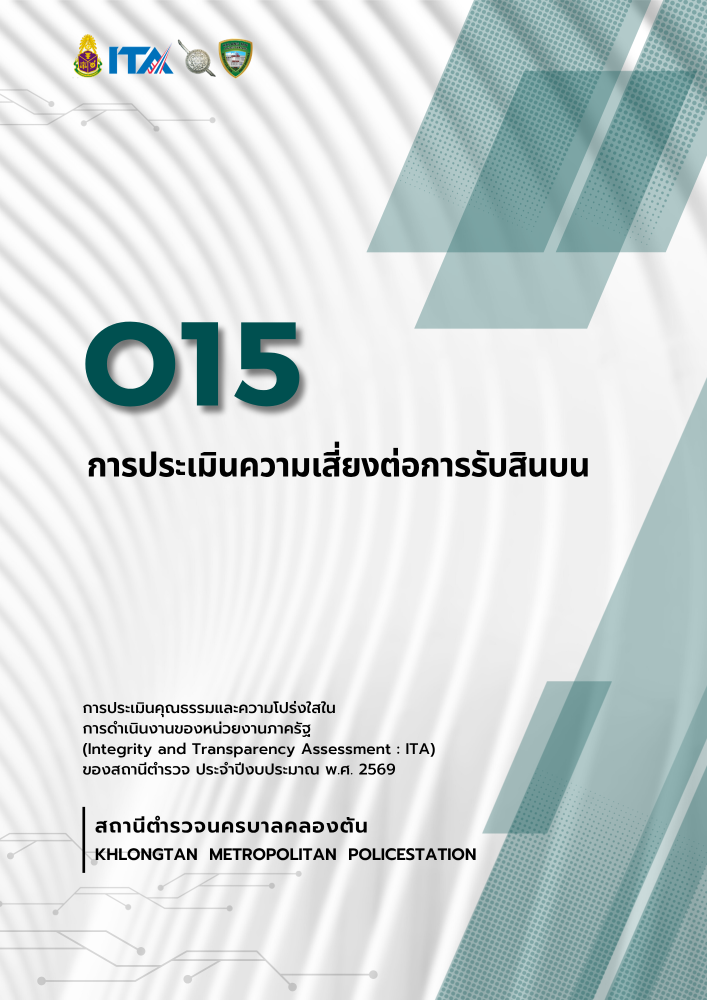 ITA
KHLONG TAN
O15
การประเมินความเสี่ยงต่อการรับสินบน
การประเมินคุณธรรมและความโปร่งใสใน
การดำเนินงานของหน่วยงานภาครัฐ
(Integrity and Transparency Assessment : ITA)
ของสถานีตำรวจ ประจำปีงบประมาณ พ.ศ. 2569
สถานีตำรวจนครบาลคลองตัน
KHLONGTAN METROPOLITAN POLICESTATION